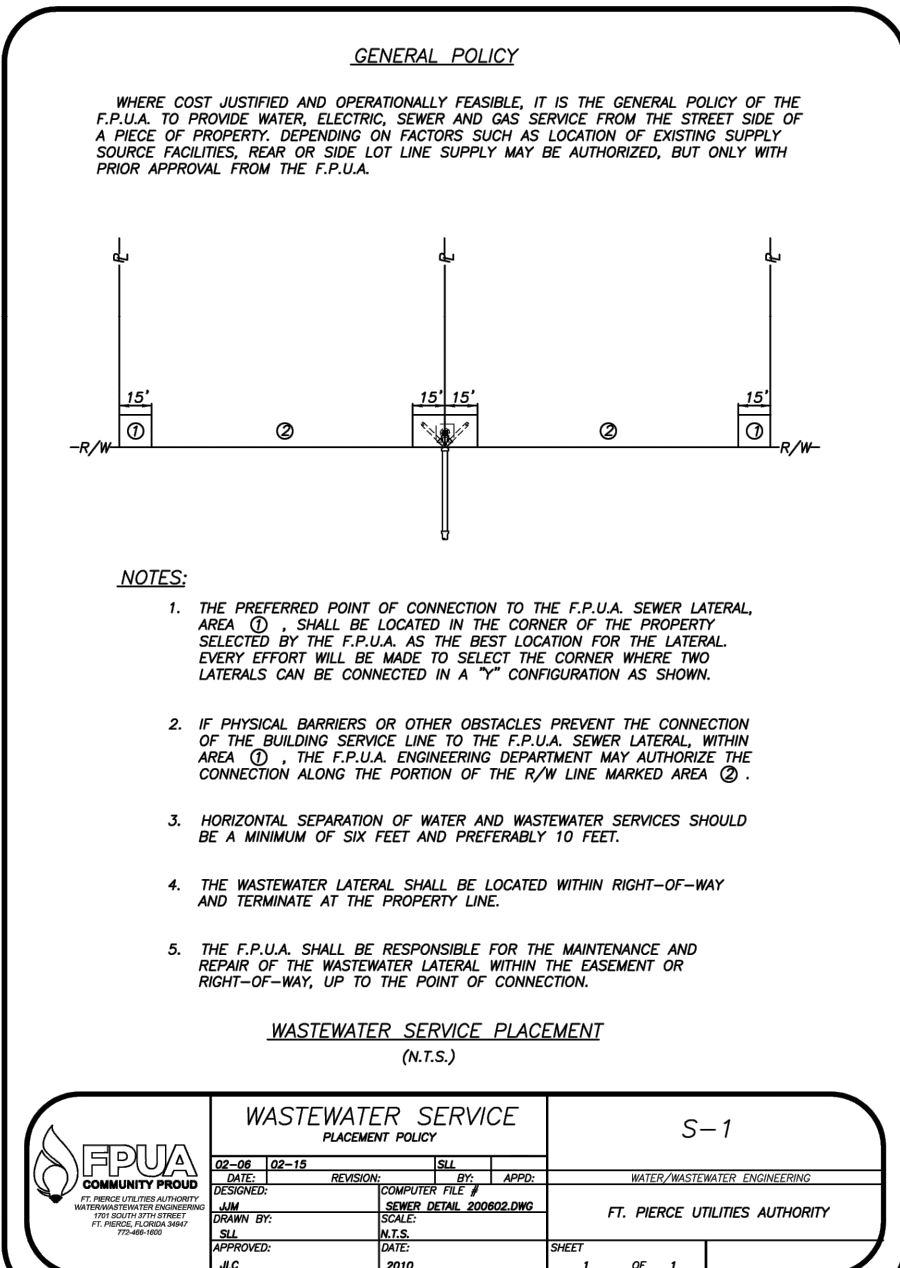 GENERAL POLICY
WHERE COST JUSTIFIED AND OPERATIONALLY FEASIBLE, IT IS THE GENERAL POLICY OF THE
F.P.U.A. TO PROVIDE WATER, ELECTRIC, SEWER AND GAS SERVICE FROM THE STREET SIDE OF
A PIECE OF PROPERTY. DEPENDING ON FACTORS SUCH AS LOCATION OF EXISTING SUPPLY
SOURCE FACILITIES, REAR OR SIDE LOT LINE SUPPLY MAY BE AUTHORIZED, BUT ONLY WITH
PRIOR APPROVAL FROM THE F.P.U.A.
PL PL PL
15' 15' 15' 15'
① ② ② ①
R/W R/W
NOTES:
1. THE PREFERRED POINT OF CONNECTION TO THE F.P.U.A. SEWER LATERAL,
AREA ① , SHALL BE LOCATED IN THE CORNER OF THE PROPERTY
SELECTED BY THE F.P.U.A. AS THE BEST LOCATION FOR THE LATERAL.
EVERY EFFORT WILL BE MADE TO SELECT THE CORNER WHERE TWO
LATERALS CAN BE CONNECTED IN A "Y" CONFIGURATION AS SHOWN.
2. IF PHYSICAL BARRIERS OR OTHER OBSTACLES PREVENT THE CONNECTION
OF THE BUILDING SERVICE LINE TO THE F.P.U.A. SEWER LATERAL, WITHIN
AREA ① , THE F.P.U.A. ENGINEERING DEPARTMENT MAY AUTHORIZE THE
CONNECTION ALONG THE PORTION OF THE R/W LINE MARKED AREA ② .
3. HORIZONTAL SEPARATION OF WATER AND WASTEWATER SERVICES SHOULD
BE A MINIMUM OF SIX FEET AND PREFERABLY 10 FEET.
4. THE WASTEWATER LATERAL SHALL BE LOCATED WITHIN RIGHT-OF-WAY
AND TERMINATE AT THE PROPERTY LINE.
5. THE F.P.U.A. SHALL BE RESPONSIBLE FOR THE MAINTENANCE AND
REPAIR OF THE WASTEWATER LATERAL WITHIN THE EASEMENT OR
RIGHT-OF-WAY, UP TO THE POINT OF CONNECTION.
WASTEWATER SERVICE PLACEMENT
(N.T.S.)
FPUA
COMMUNITY PROUD
FT. PIERCE UTILITIES AUTHORITY
WATER/WASTEWATER ENGINEERING
1701 SOUTH 37TH STREET
FT. PIERCE, FLORIDA 34947
772-466-1600
WASTEWATER SERVICE
PLACEMENT POLICY
02-06 02-15 SLL
DATE: REVISION: BY: APPD:
DESIGNED: COMPUTER FILE #
JJM SEWER DETAIL 200602.DWG
DRAWN BY: SCALE:
SLL N.T.S.
APPROVED: DATE:
JLC 2010
S-1
WATER/WASTEWATER ENGINEERING
FT. PIERCE UTILITIES AUTHORITY
SHEET
1 OF 1